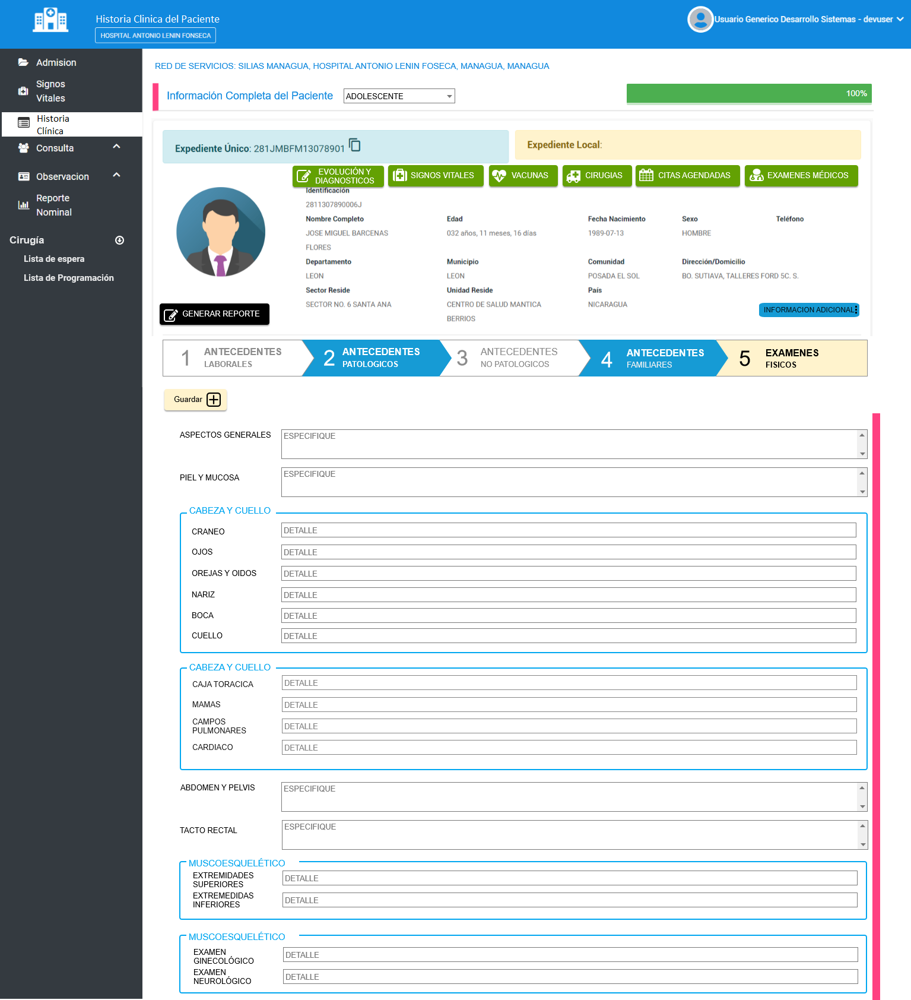 Historia Clinica del Paciente
HOSPITAL ANTONIO LENIN FONSECA
Usuario Generico Desarrollo Sistemas - devuser
Admision
Signos
Vitales
Historia
Clínica
Consulta
Observacion
Reporte
Nominal
Cirugía
Lista de espera
Lista de Programación
RED DE SERVICIOS: SILIAS MANAGUA, HOSPITAL ANTONIO LENIN FOSECA, MANAGUA, MANAGUA
Información Completa del Paciente
ADOLESCENTE
100%
Expediente Único: 281JMBFM13078901
Expediente Local:
EVOLUCIÓN Y
DIAGNOSTICOS
SIGNOS VITALES
VACUNAS
CIRUGIAS
CITAS AGENDADAS
EXAMENES MÉDICOS
Identificación
2811307890006J
Nombre Completo
Edad
Fecha Nacimiento
Sexo
Teléfono
JOSE MIGUEL BARCENAS
FLORES
032 años, 11 meses, 16 días
1989-07-13
HOMBRE
Departamento
Municipio
Comunidad
Dirección/Domicilio
LEON
LEON
POSADA EL SOL
BO. SUTIAVA, TALLERES FORD 5C. S.
Sector Reside
Unidad Reside
País
SECTOR NO. 6 SANTA ANA
CENTRO DE SALUD MANTICA
BERRIOS
NICARAGUA
GENERAR REPORTE
INFORMACION ADICIONAL
1 ANTECEDENTES
LABORALES
2 ANTECEDENTES
PATOLOGICOS
3 ANTECEDENTES
NO PATOLOGICOS
4 ANTECEDENTES
FAMILIARES
5 EXAMENES
FISICOS
Guardar
ASPECTOS GENERALES
ESPECIFIQUE
PIEL Y MUCOSA
ESPECIFIQUE
CABEZA Y CUELLO
CRANEO
DETALLE
OJOS
DETALLE
OREJAS Y OIDOS
DETALLE
NARIZ
DETALLE
BOCA
DETALLE
CUELLO
DETALLE
CABEZA Y CUELLO
CAJA TORACICA
DETALLE
MAMAS
DETALLE
CAMPOS
PULMONARES
DETALLE
CARDIACO
DETALLE
ABDOMEN Y PELVIS
ESPECIFIQUE
TACTO RECTAL
ESPECIFIQUE
MUSCOESQUELÉTICO
EXTREMIDADES
SUPERIORES
DETALLE
EXTREMEDIDAS
INFERIORES
DETALLE
MUSCOESQUELÉTICO
EXAMEN
GINECOLÓGICO
DETALLE
EXAMEN
NEUROLÓGICO
DETALLE